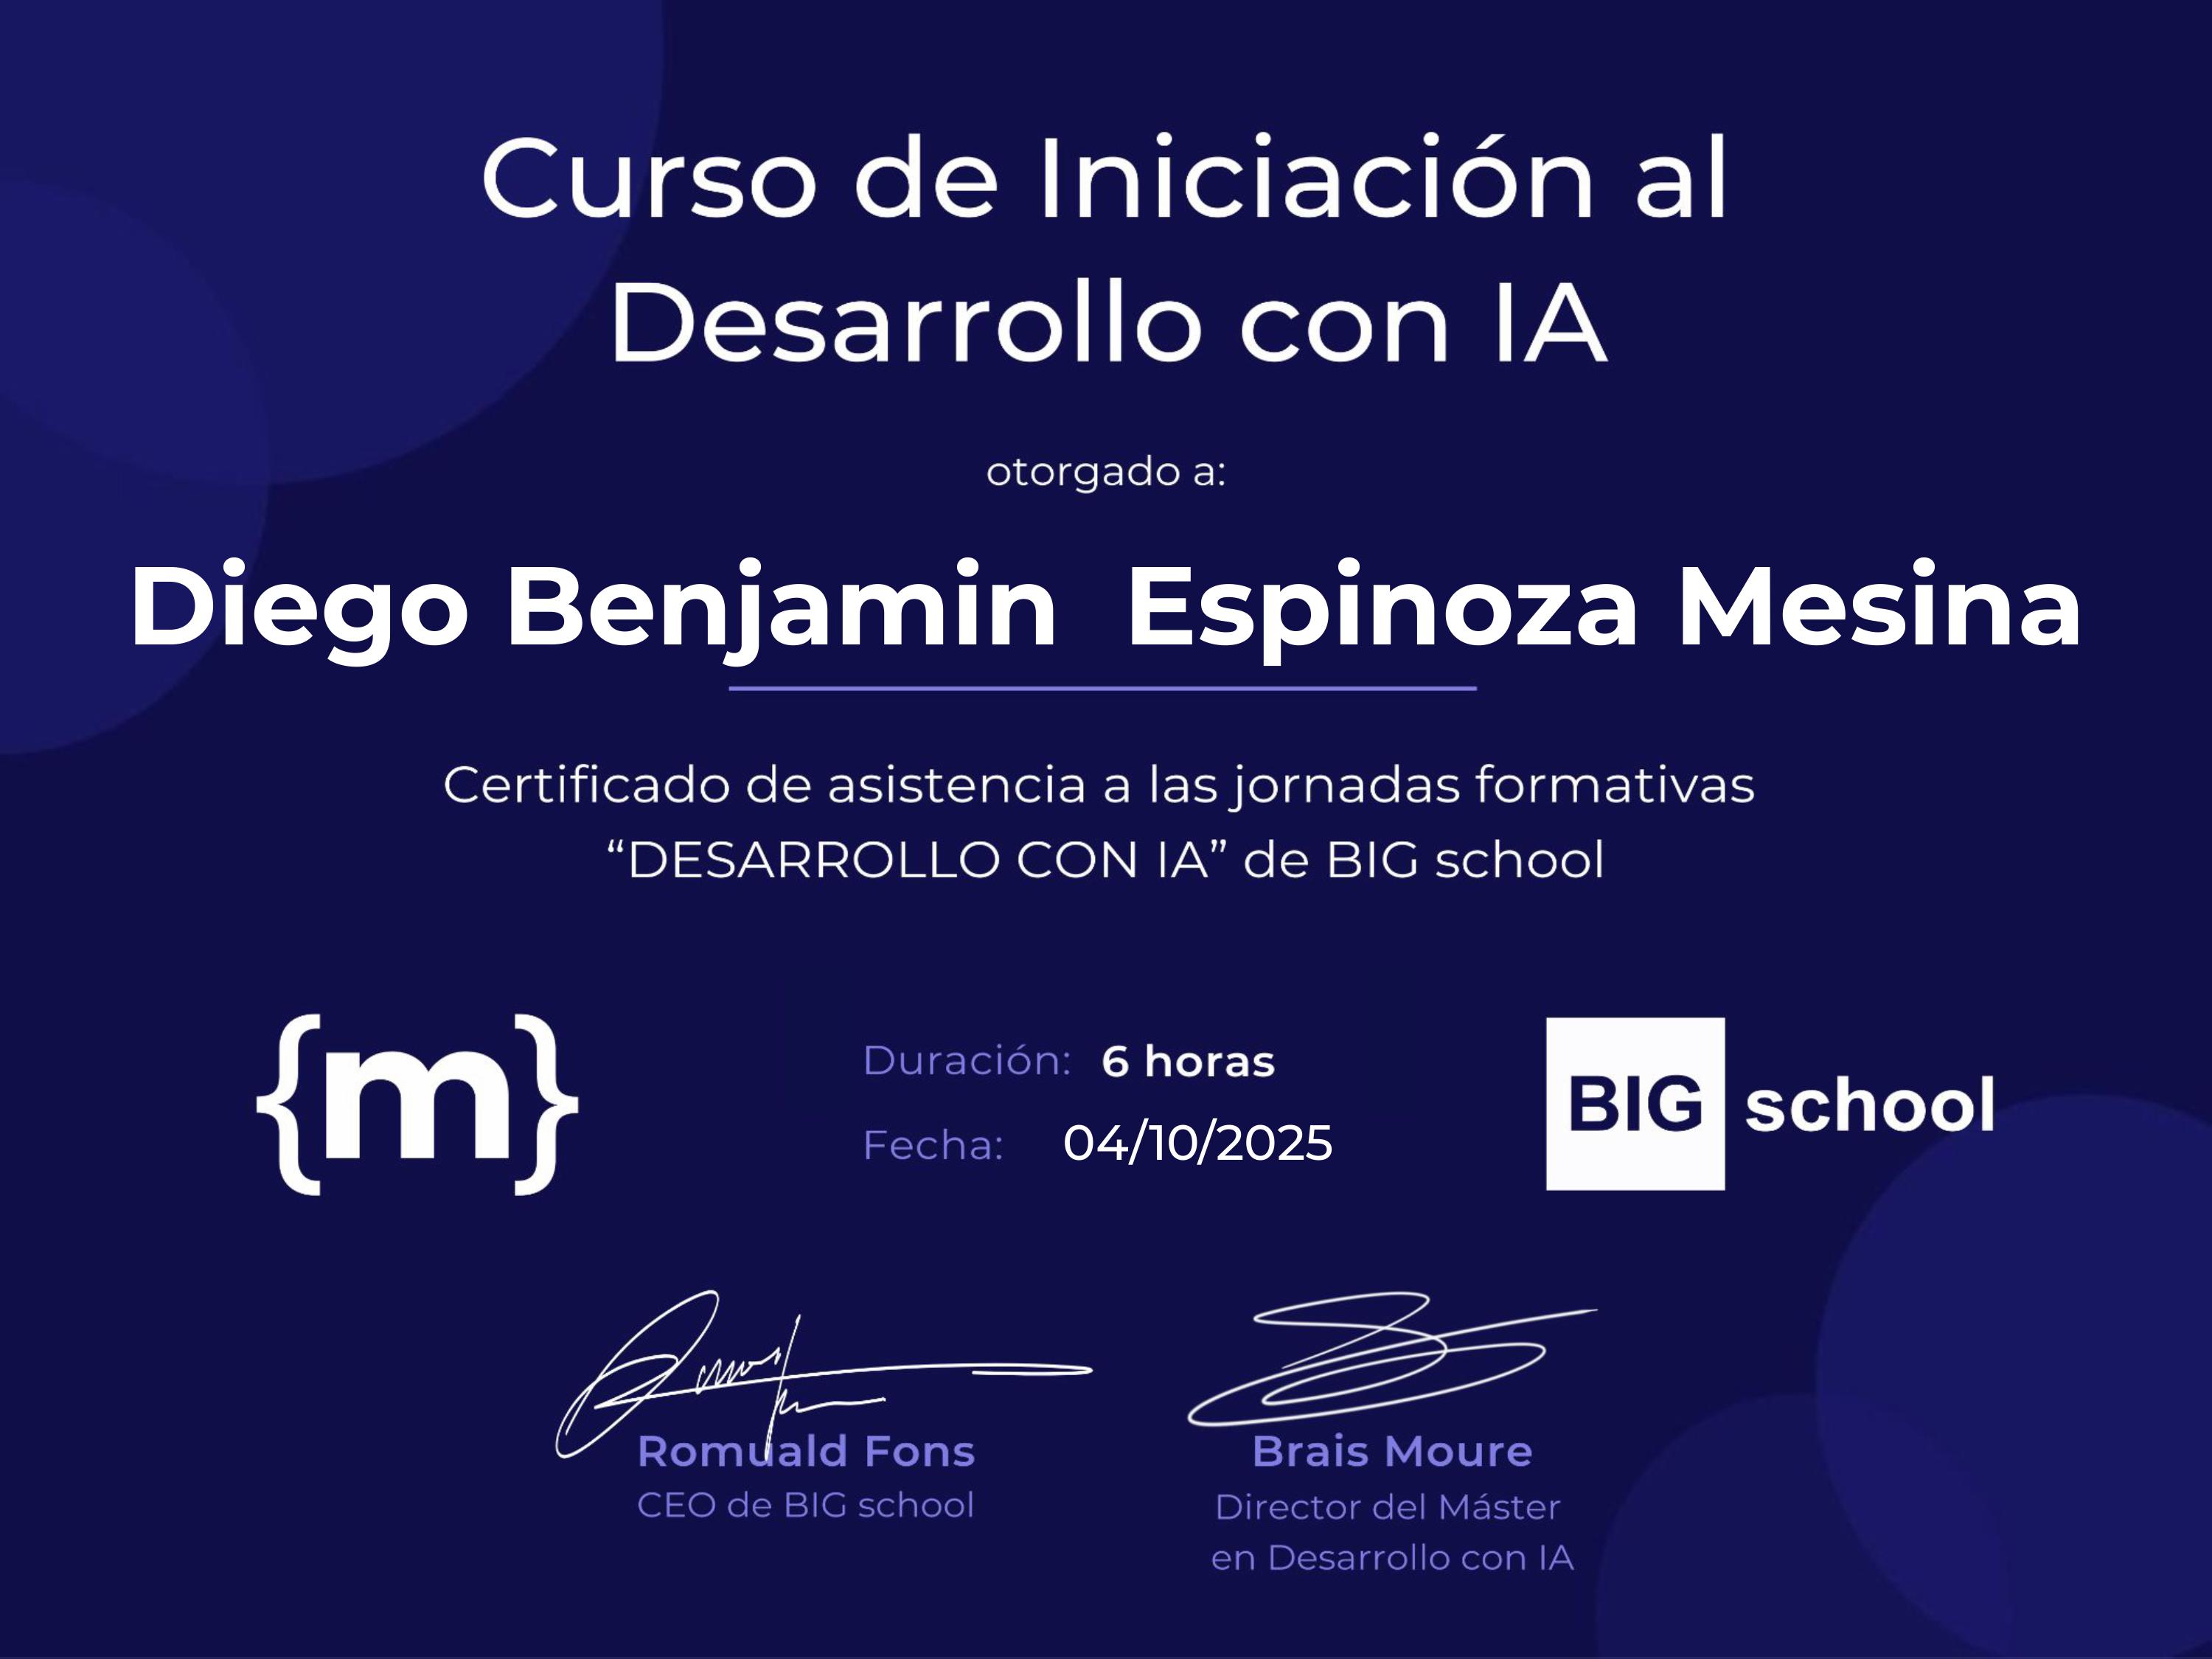 Curso de Iniciación al
Desarrollo con IA
otorgado a:
Diego Benjamin  Espinoza Mesina
Certificado de asistencia a las jornadas formativas
“DESARROLLO CON IA” de BIG school
{m}
Duración: 6 horas
Fecha: 04/10/2025
BIG school
Romuald Fons
CEO de BIG school
Brais Moure
Director del Máster
en Desarrollo con IA